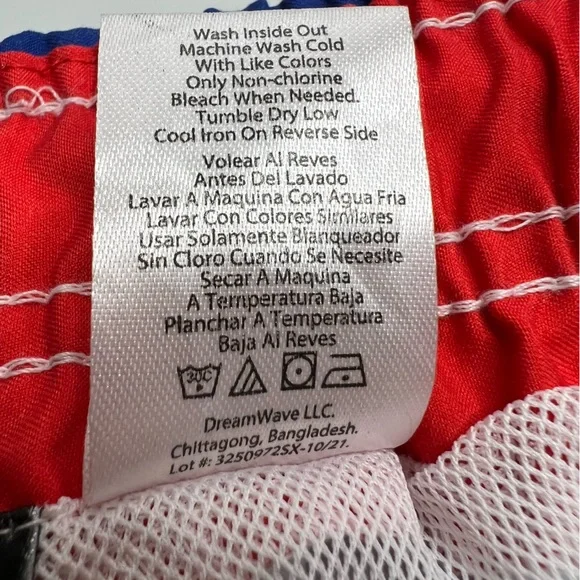 Wash Inside Out
Machine Wash Cold
With Like Colors
Only Non-chlorine
Bleach When Needed.
Tumble Dry Low
Cool Iron On Reverse Side
Volear Al Reves
Antes Del Lavado
Lavar A Maquina Con Agua Fria
Lavar Con Colores Similares
Usar Solamente Blanqueador
Sin Cloro Cuando Se Necesite
Secar A Maquina
A Temperatura Baja
Planchar A Temperatura
Baja Al Reves
30°C
DreamWave LLC.
Chittagong, Bangladesh.
Lot #: 3250972SX-10/21.